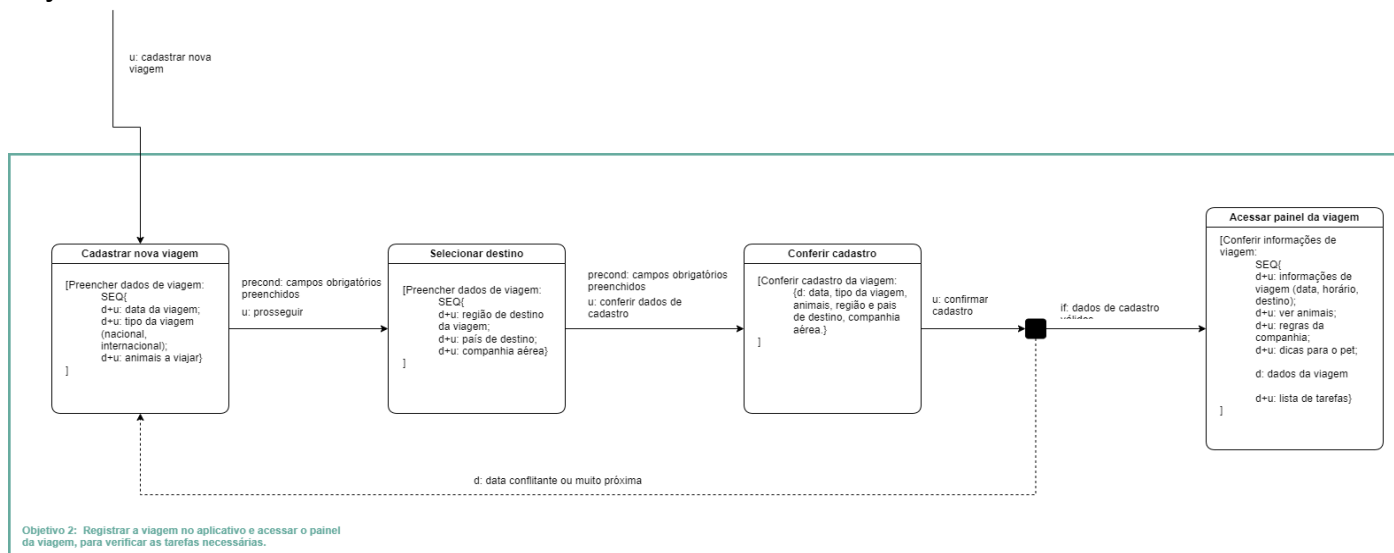 u: cadastrar nova
viagem
Cadastrar nova viagem
[Preencher dados de viagem:
SEQ{
d+u: data da viagem;
d+u: tipo da viagem
(nacional,
internacional);
d+u: animais a viajar}
]
precond: campos obrigatórios
preenchidos
u: prosseguir
Selecionar destino
[Preencher dados de viagem:
SEQ{
d+u: região de destino
da viagem;
d+u: país de destino;
d+u: companhia aérea}
]
precond: campos obrigatórios
preenchidos
u: conferir dados de
cadastro
Conferir cadastro
[Conferir cadastro da viagem:
{d: data, tipo da viagem,
animais, região e pais
de destino, companhia
aérea.}
]
u: confirmar
cadastro
if: dados de cadastro
válidos
Acessar painel da viagem
[Conferir informações de
viagem:
SEQ{
d+u: informações de
viagem (data, horário,
destino);
d+u: ver animais;
d+u: regras da
companhia;
d+u: dicas para o pet;
d: dados da viagem
d+u: lista de tarefas}
]
d: data conflitante ou muito próxima
Objetivo 2: Registrar a viagem no aplicativo e acessar o painel
da viagem, para verificar as tarefas necessárias.